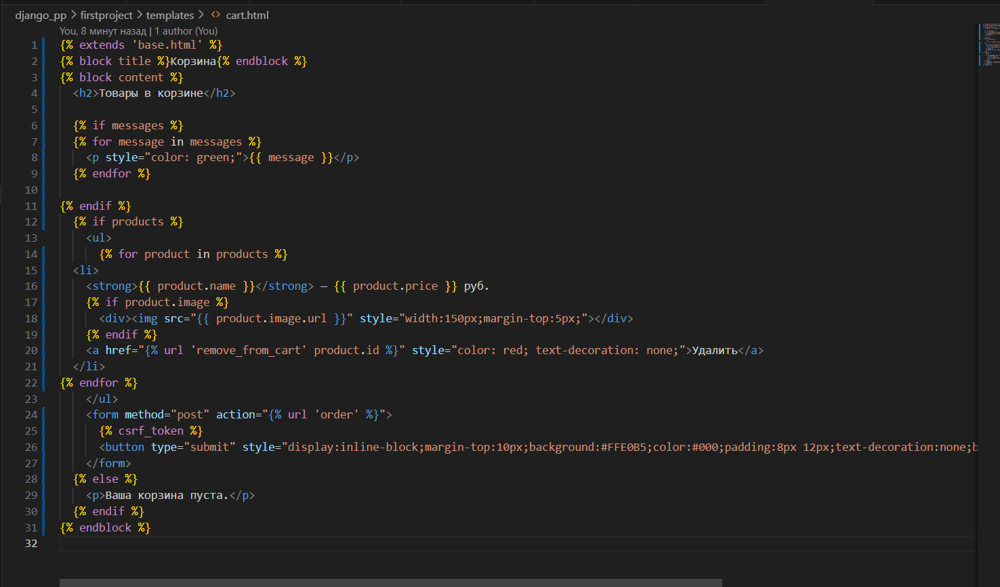 django_pp > firstproject > templates > <> cart.html
You, 8 минут назад | 1 author (You)
1 {% extends 'base.html' %}
2 {% block title %}Корзина{% endblock %}
3 {% block content %}
4 <h2>Товары в корзине</h2>
5
6 {% if messages %}
7 {% for message in messages %}
8 <p style="color: green;">{{ message }}</p>
9 {% endfor %}
10
11 {% endif %}
12 {% if products %}
13 <ul>
14 {% for product in products %}
15 <li>
16 <strong>{{ product.name }}</strong> — {{ product.price }} руб.
17 {% if product.image %}
18 <div><img src="{{ product.image.url }}" style="width:150px;margin-top:5px;"></div>
19 {% endif %}
20 <a href="{% url 'remove_from_cart' product.id %}" style="color: red; text-decoration: none;">Удалить</a>
21 </li>
22 {% endfor %}
23 </ul>
24 <form method="post" action="{% url 'order' %}">
25 {% csrf_token %}
26 <button type="submit" style="display:inline-block;margin-top:10px;background:#FFE0B5;color:#000;padding:8px 12px;text-decoration:none;b
27 </form>
28 {% else %}
29 <p>Ваша корзина пуста.</p>
30 {% endif %}
31 {% endblock %}
32